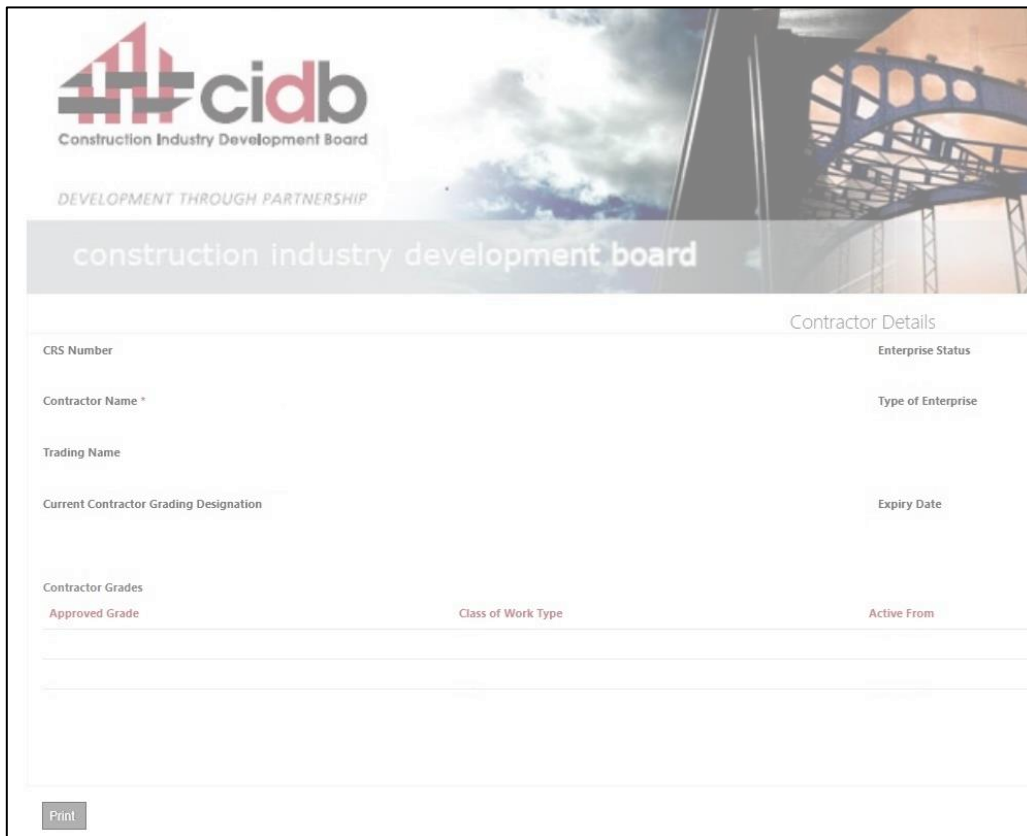 cidb
Construction Industry Development Board
DEVELOPMENT THROUGH PARTNERSHIP
construction industry development board
Contractor Details
CRS Number
Enterprise Status
Contractor Name *
Type of Enterprise
Trading Name
Current Contractor Grading Designation
Expiry Date
Contractor Grades
Approved Grade
Class of Work Type
Active From
Print